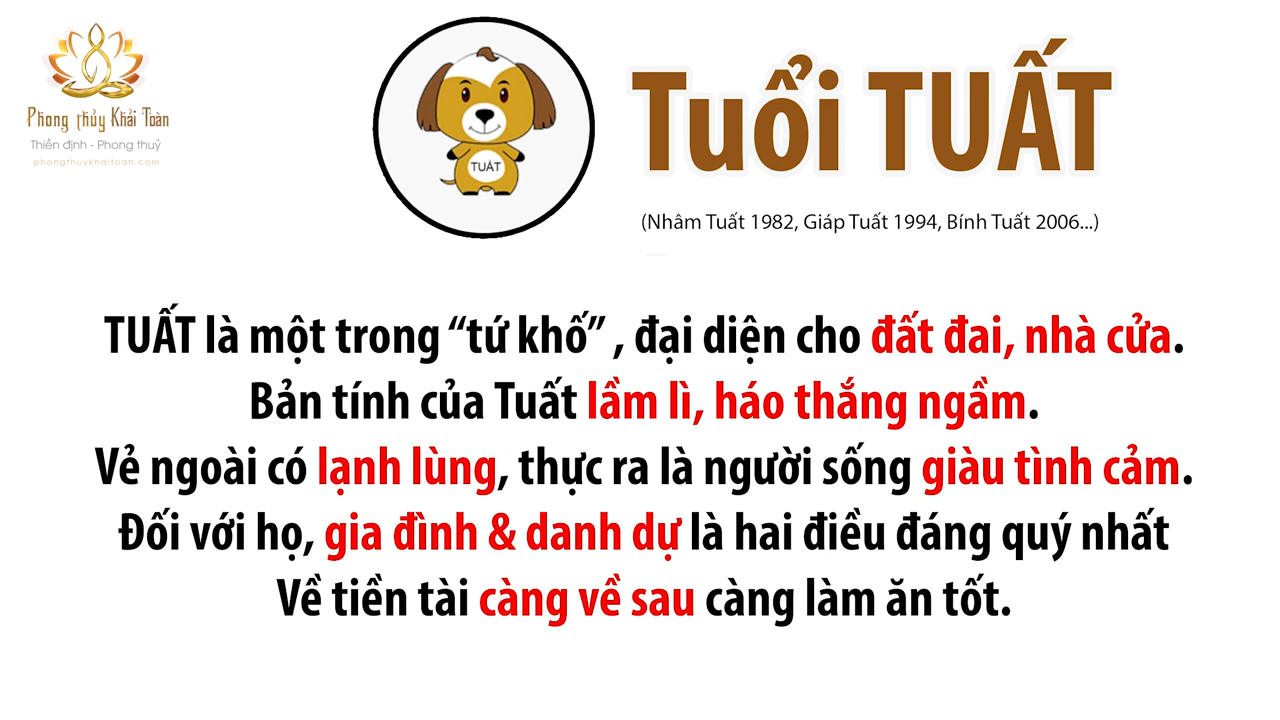 Phong thủy Khải Toàn
Thiền định - Phong thuỷ
phongthuykhaitoan.com
TUẤT
Tuổi TUẤT
(Nhâm Tuất 1982, Giáp Tuất 1994, Bính Tuất 2006...)
TUẤT là một trong “tứ khố” , đại diện cho đất đai, nhà cửa.
Bản tính của Tuất lầm lì, háo thắng ngầm.
Vẻ ngoài có lạnh lùng, thực ra là người sống giàu tình cảm.
Đối với họ, gia đình & danh dự là hai điều đáng quý nhất
Về tiền tài càng về sau càng làm ăn tốt.